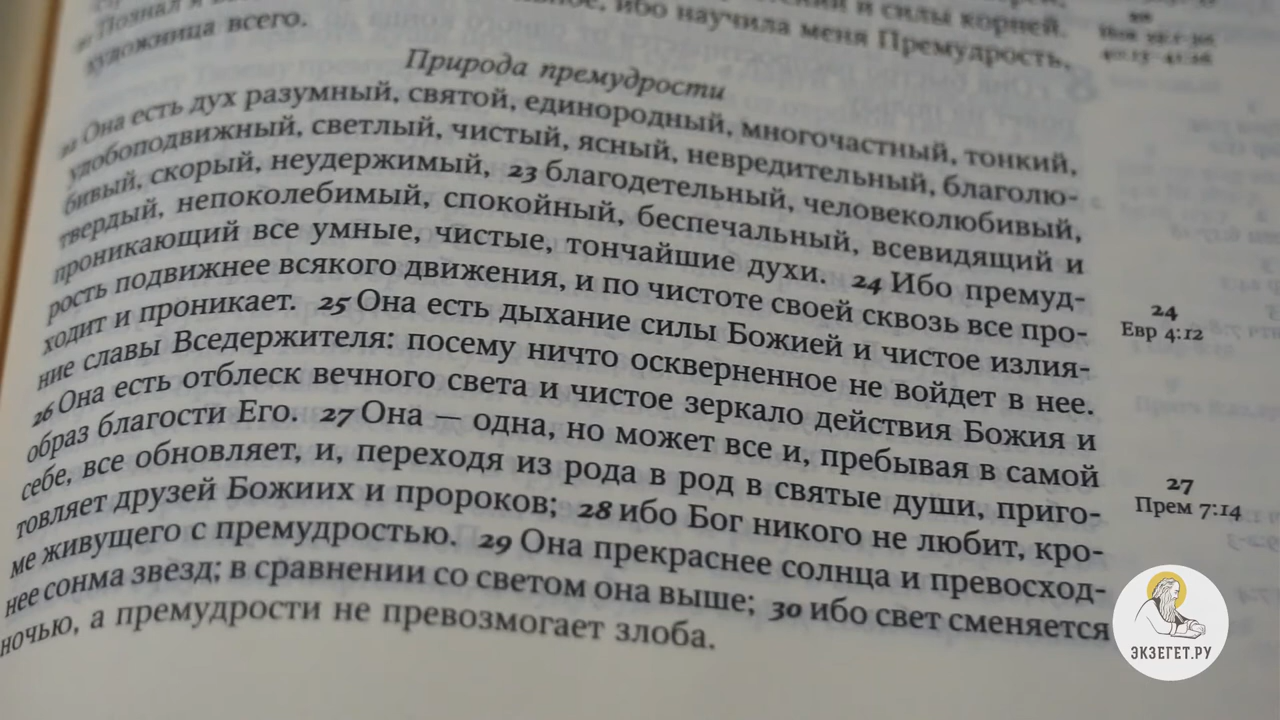 Познал я
ибо научила меня Премудрость,
и силы корней.
художница всего.
Природа премудрости
Она есть дух разумный, святой, единородный, многочастный, тонкий,
удобоподвижный, светлый, чистый, ясный, невредительный, благолю-
бивый, скорый, неудержимый, 23 благодетельный, человеколюбивый,
твердый, непоколебимый, спокойный, беспечальный, всевидящий и
проникающий все умные, чистые, тончайшие духи. 24 Ибо премуд-
рость подвижнее всякого движения, и по чистоте своей сквозь все про-
ходит и проникает. 25 Она есть дыхание силы Божией и чистое излия-
ние славы Вседержителя: посему ничто оскверненное не войдет в нее.
26 Она есть отблеск вечного света и чистое зеркало действия Божия и
образ благости Его. 27 Она — одна, но может все и, пребывая в самой
себе, все обновляет, и, переходя из рода в род в святые души, приго-
товляет друзей Божиих и пророков; 28 ибо Бог никого не любит, кро-
ме живущего с премудростью. 29 Она прекраснее солнца и превосход-
нее сонма звезд; в сравнении со светом она выше; 30 ибо свет сменяется
ночью, а премудрости не превозмогает злоба.
24
Евр 4:12
27
Прем 7:14
ЭКЗЕГЕТ.РУ